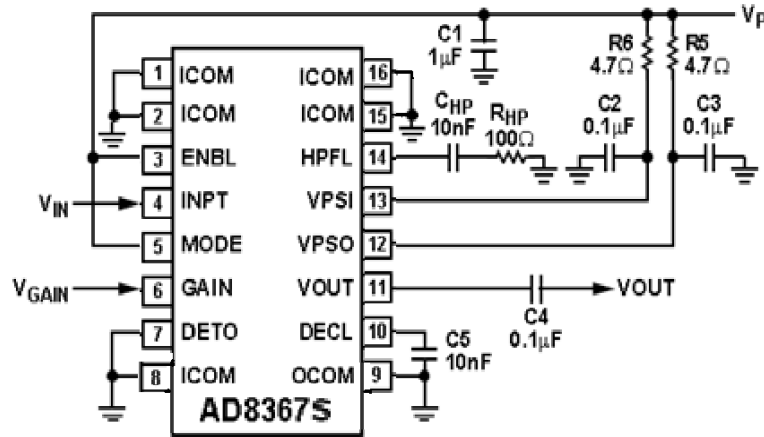 VP
C1
1μF
R6
4.7Ω
R5
4.7Ω
CHP
10nF
RHP
100Ω
C2
0.1μF
C3
0.1μF
1 ICOM ICOM 16
2 ICOM ICOM 15
3 ENBL HPFL 14
VIN 4 INPT VPSI 13
5 MODE VPSO 12
VGAIN 6 GAIN VOUT 11 VOUT
C4
0.1μF
7 DETO DECL 10
C5
10nF
8 ICOM OCOM 9
AD8367S